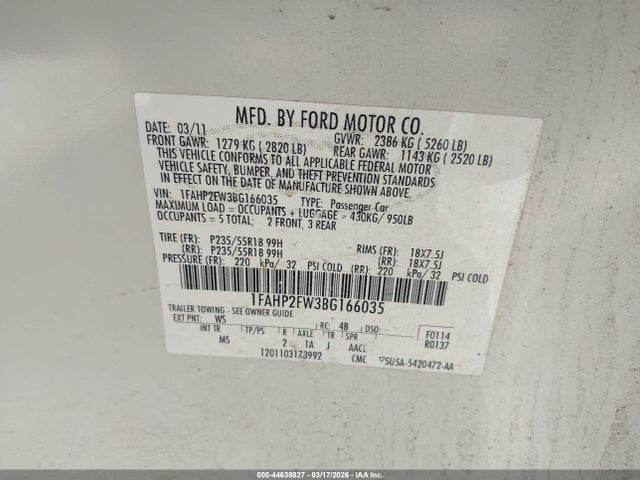 MFD. BY FORD MOTOR CO.
DATE: 03/11 GVWR: 2386 KG ( 5260 LB)
FRONT GAWR: 1279 KG ( 2820 LB) REAR GAWR: 1143 KG ( 2520 LB)
THIS VEHICLE CONFORMS TO ALL APPLICABLE FEDERAL MOTOR
VEHICLE SAFETY, BUMPER, AND THEFT PREVENTION STANDARDS
IN EFFECT ON THE DATE OF MANUFACTURE SHOWN ABOVE.
VIN: 1FAHP2EW3BG166035 TYPE: Passenger Car
MAXIMUM LOAD = OCCUPANTS + LUGGAGE = 430KG/ 950LB
OCCUPANTS = 5 TOTAL: 2 FRONT, 3 REAR
TIRE (FR): P235/55R18 99H RIMS (FR): 18X7.5J
(RR): P235/55R18 99H (RR): 18X7.5J
PRESSURE (FR): 220 kPa/ 32 PSI COLD (RR): 220 kPa/ 32 PSI COLD
1FAHP2EW3BG166035
TRAILER TOWING - SEE OWNER GUIDE
EXT PNT: WS RC: 48 DSO: F0114
INT TR TP/PS R AXLE TR SPR R0137
MS 2 1A J AACC
1201103173992 CMC 5U5A-5420472-AA
000-44638827 - 03/17/2026 - IAA Inc.